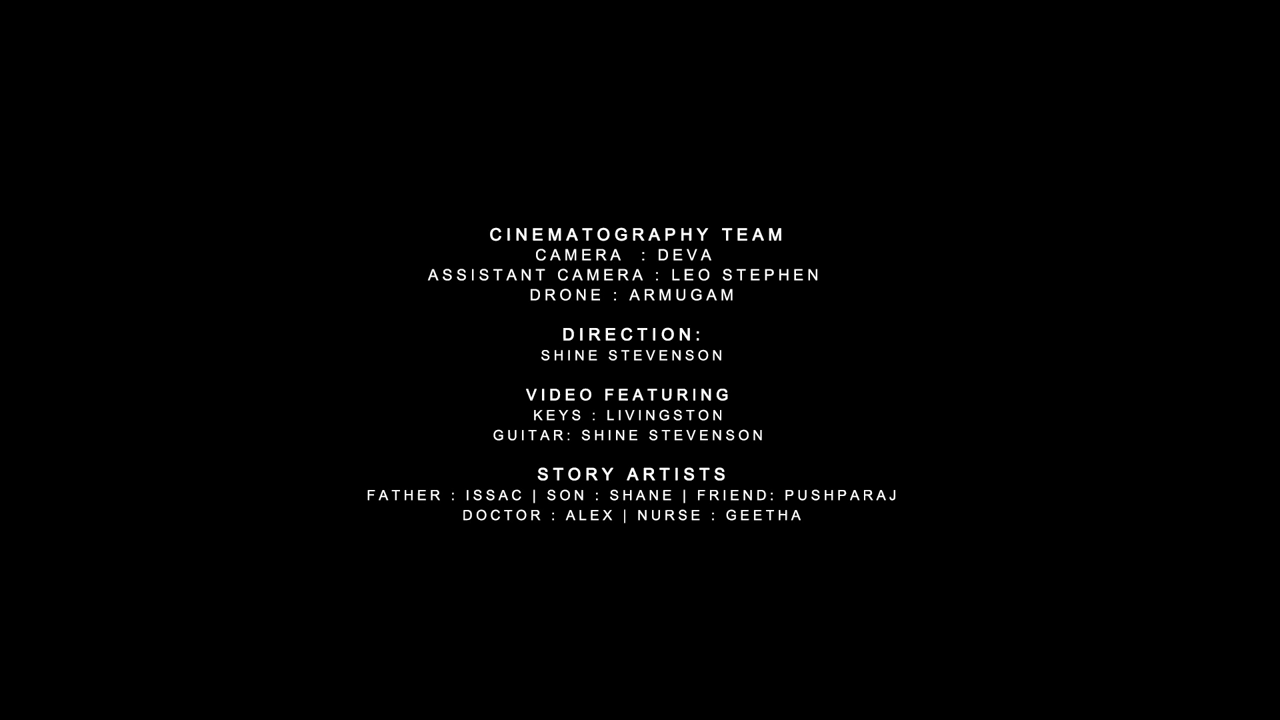 CINEMATOGRAPHY TEAM
CAMERA : DEVA
ASSISTANT CAMERA : LEO STEPHEN
DRONE : ARMUGAM
DIRECTION:
SHINE STEVENSON
VIDEO FEATURING
KEYS : LIVINGSTON
GUITAR: SHINE STEVENSON
STORY ARTISTS
FATHER : ISSAC | SON : SHANE | FRIEND: PUSHPARAJ
DOCTOR : ALEX | NURSE : GEETHA